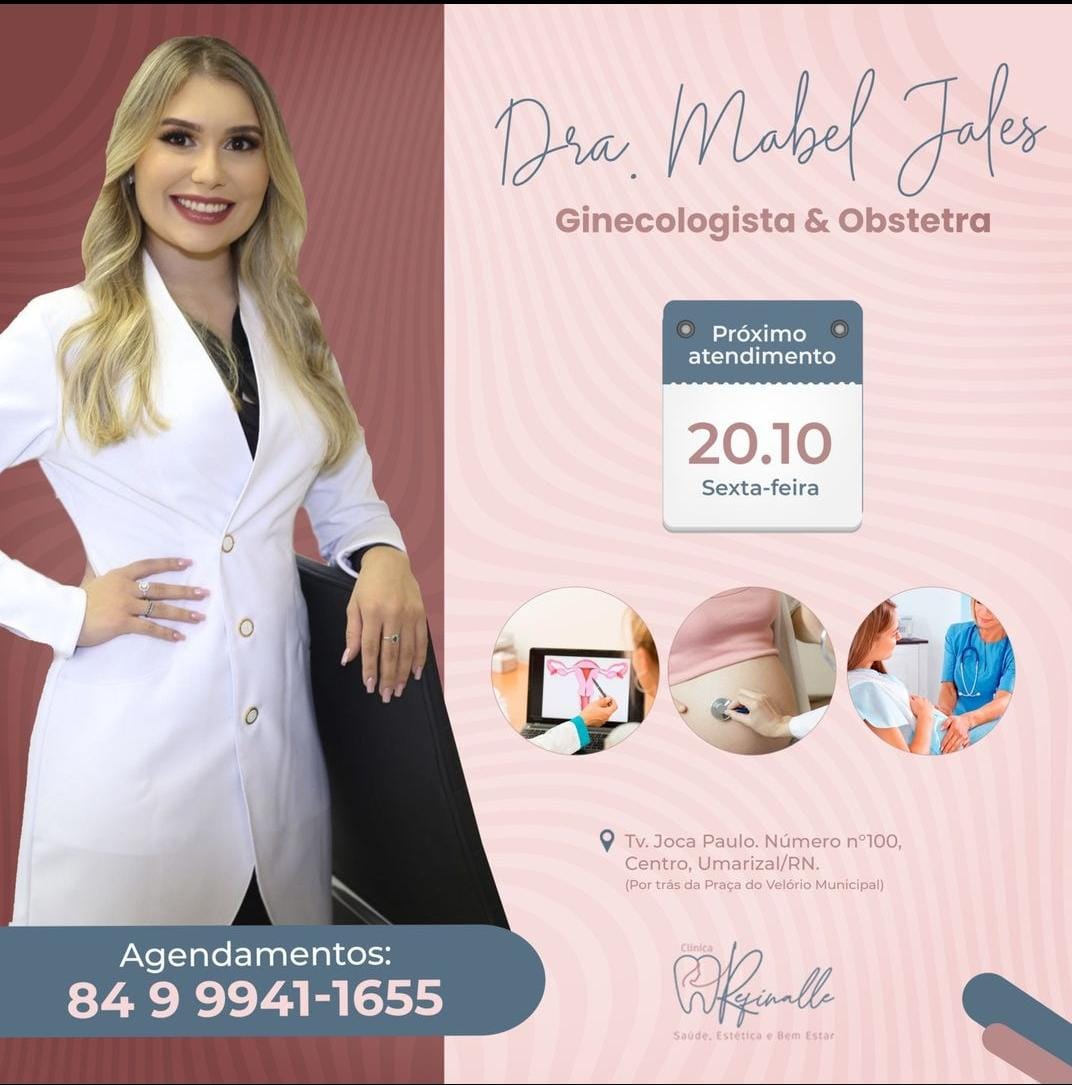 Dra. Mabel Jales
Ginecologista & Obstetra
Próximo
atendimento
20.10
Sexta-feira
Tv. Joca Paulo. Número nº100,
Centro, Umarizal/RN.
(Por trás da Praça do Velório Municipal)
Agendamentos:
84 9 9941-1655
Clínica
Refinalle
Saúde, Estética e Bem Estar